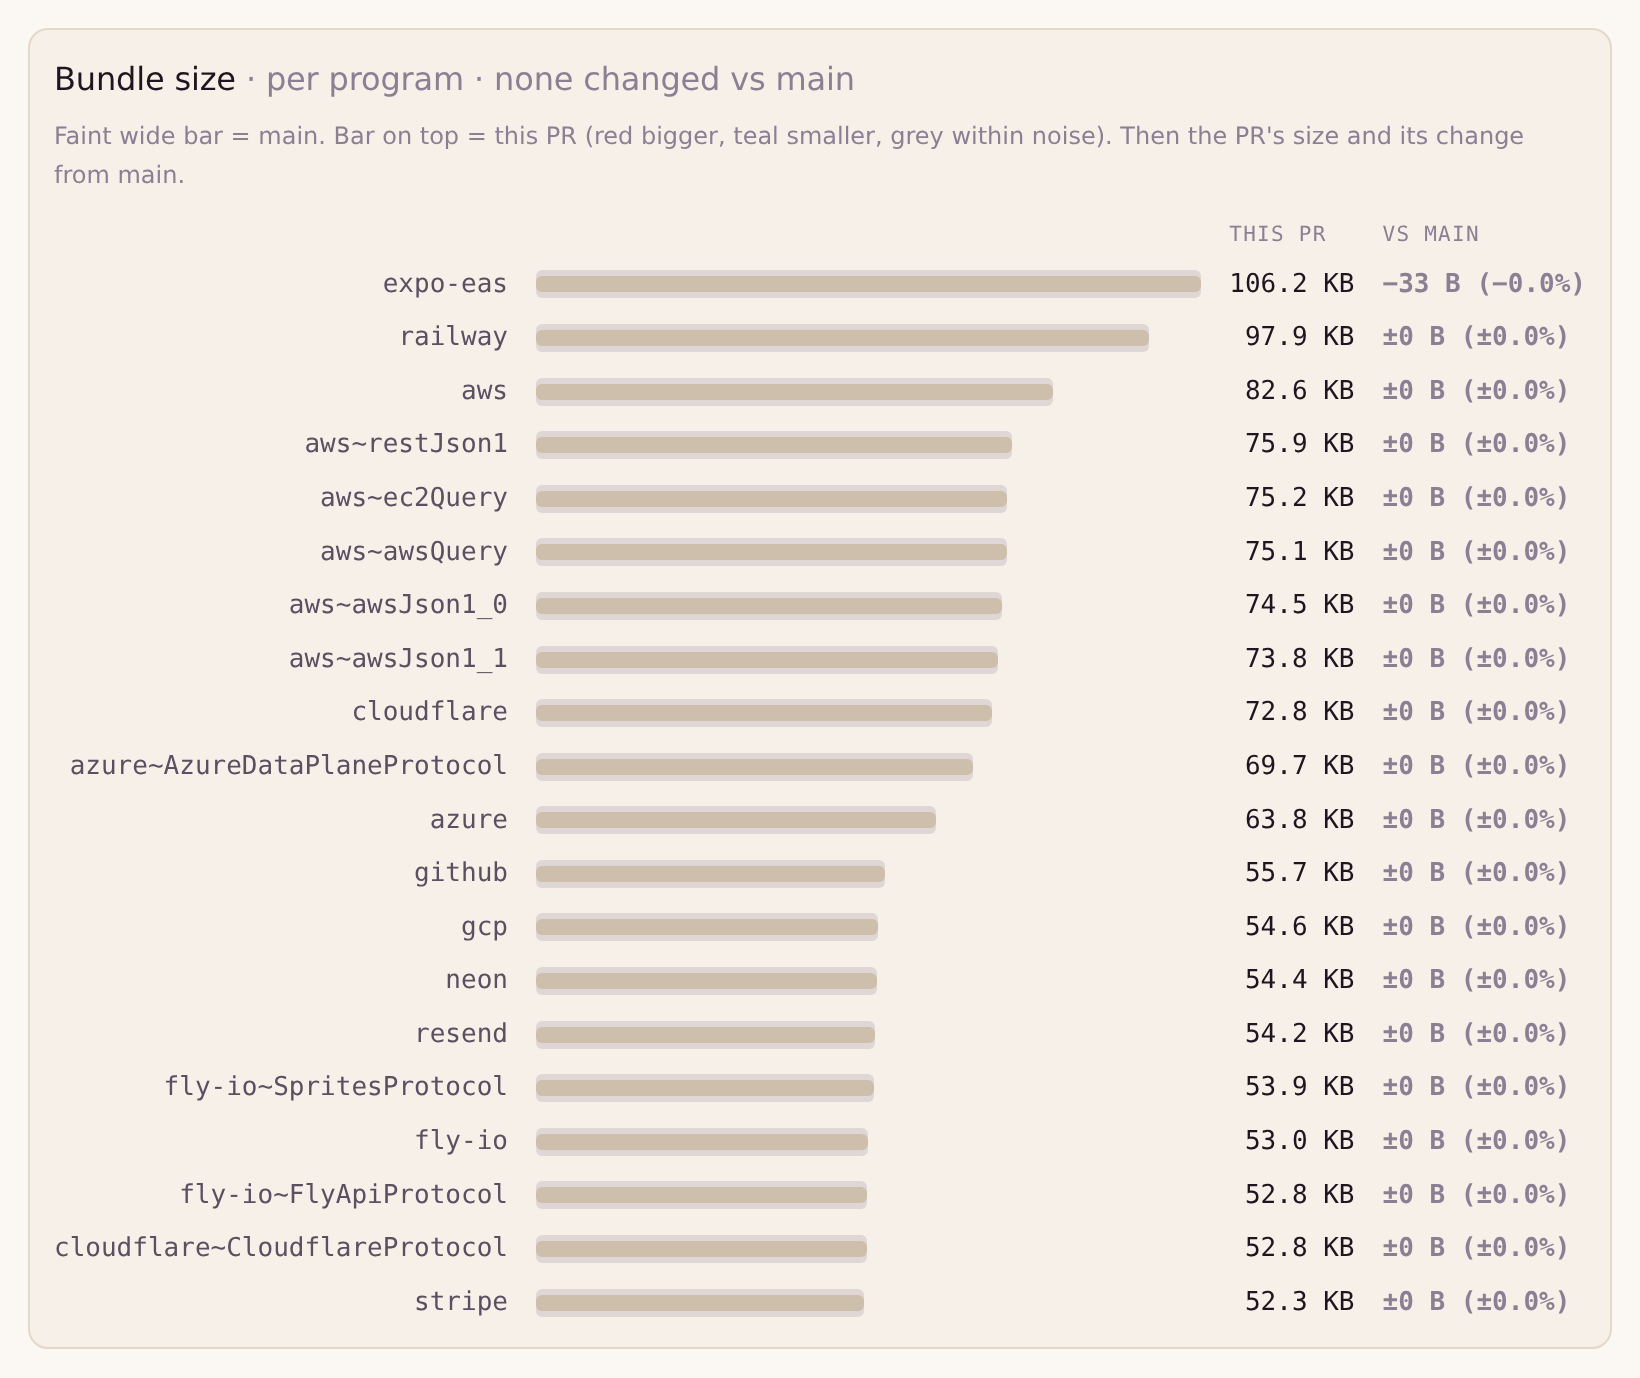 Bundle size · per program · none changed vs main
Faint wide bar = main. Bar on top = this PR (red bigger, teal smaller, grey within noise). Then the PR's size and its change
from main.
THIS PR VS MAIN
expo-eas 106.2 KB −33 B (−0.0%)
railway 97.9 KB ±0 B (±0.0%)
aws 82.6 KB ±0 B (±0.0%)
aws~restJson1 75.9 KB ±0 B (±0.0%)
aws~ec2Query 75.2 KB ±0 B (±0.0%)
aws~awsQuery 75.1 KB ±0 B (±0.0%)
aws~awsJson1_0 74.5 KB ±0 B (±0.0%)
aws~awsJson1_1 73.8 KB ±0 B (±0.0%)
cloudflare 72.8 KB ±0 B (±0.0%)
azure~AzureDataPlaneProtocol 69.7 KB ±0 B (±0.0%)
azure 63.8 KB ±0 B (±0.0%)
github 55.7 KB ±0 B (±0.0%)
gcp 54.6 KB ±0 B (±0.0%)
neon 54.4 KB ±0 B (±0.0%)
resend 54.2 KB ±0 B (±0.0%)
fly-io~SpritesProtocol 53.9 KB ±0 B (±0.0%)
fly-io 53.0 KB ±0 B (±0.0%)
fly-io~FlyApiProtocol 52.8 KB ±0 B (±0.0%)
cloudflare~CloudflareProtocol 52.8 KB ±0 B (±0.0%)
stripe 52.3 KB ±0 B (±0.0%)